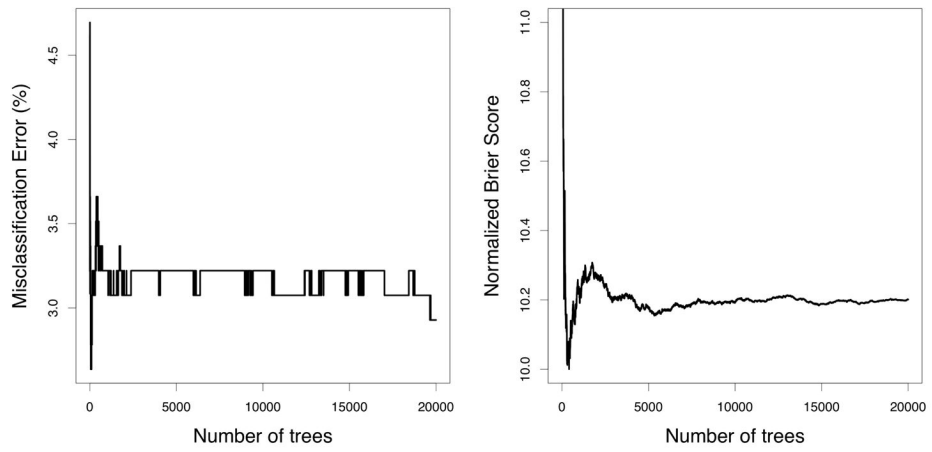 Misclassification Error (%)
4.5
4.0
3.5
3.0
0 5000 10000 15000 20000
Number of trees
Normalized Brier Score
11.0
10.8
10.6
10.4
10.2
10.0
0 5000 10000 15000 20000
Number of trees